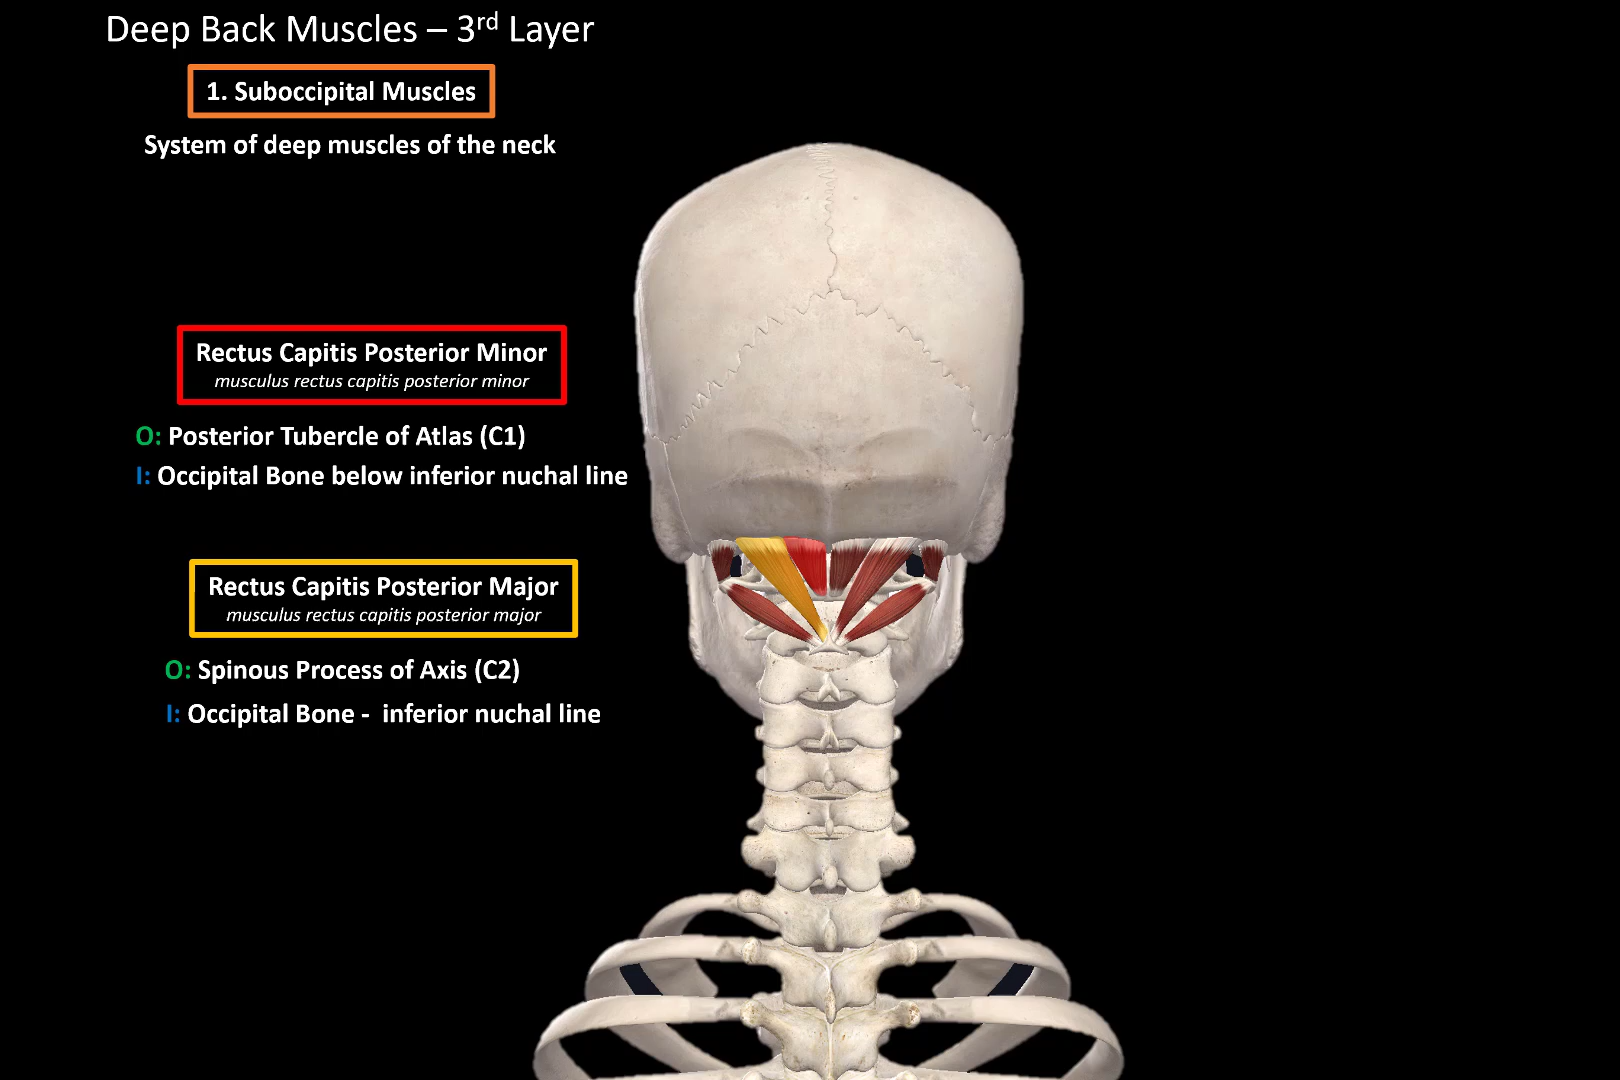 Deep Back Muscles – 3rd Layer
1. Suboccipital Muscles
System of deep muscles of the neck
Rectus Capitis Posterior Minor
musculus rectus capitis posterior minor
O: Posterior Tubercle of Atlas (C1)
I: Occipital Bone below inferior nuchal line
Rectus Capitis Posterior Major
musculus rectus capitis posterior major
O: Spinous Process of Axis (C2)
I: Occipital Bone -  inferior nuchal line